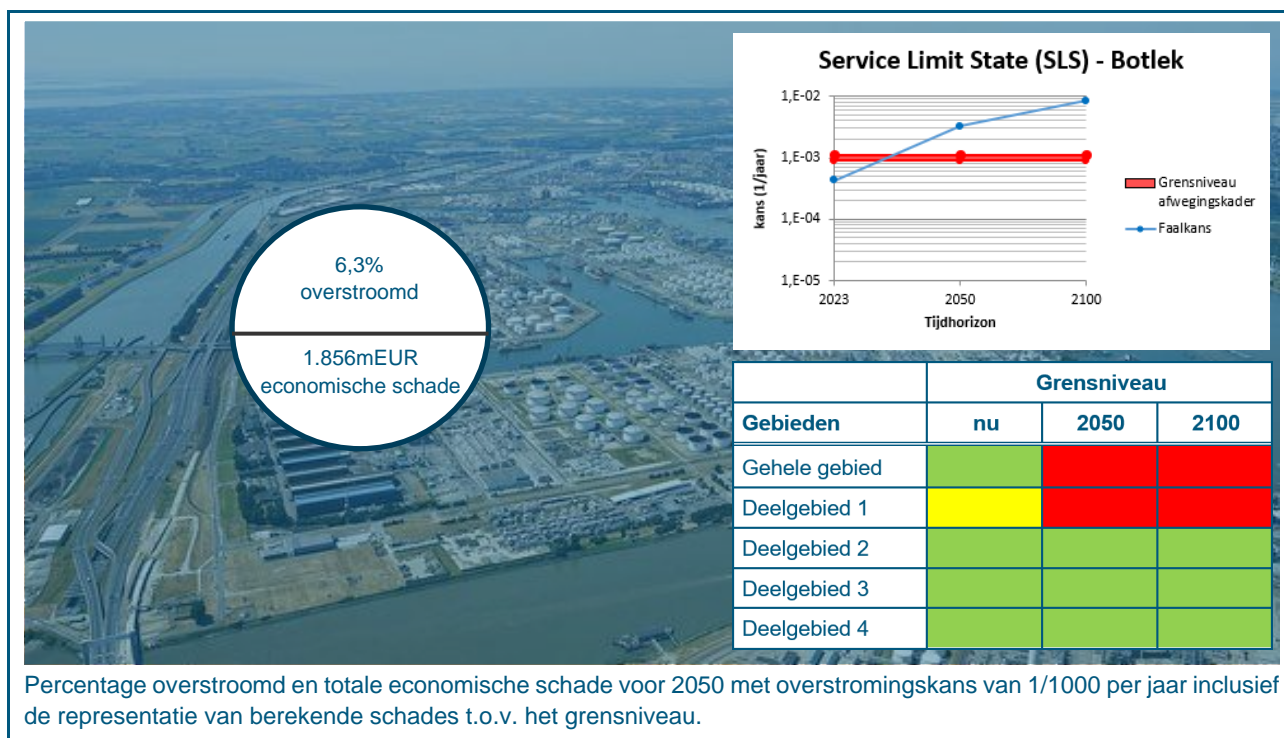 6,3%
overstroomd
1.856mEUR
economische schade
Service Limit State (SLS) - Botlek
1,E-02
1,E-03
1,E-04
1,E-05
kans (1/jaar)
2023 2050 2100
Tijdhorizon
Grensniveau
afwegingskader
Faalkans
Grensniveau
Gebieden nu 2050 2100
Gehele gebied
Deelgebied 1
Deelgebied 2
Deelgebied 3
Deelgebied 4
Percentage overstroomd en totale economische schade voor 2050 met overstromingskans van 1/1000 per jaar inclusief
de representatie van berekende schades t.o.v. het grensniveau.